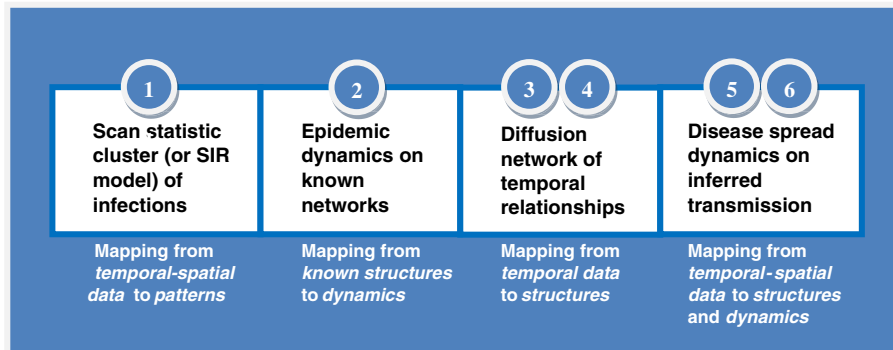 1
Scan statistic
cluster (or SIR
model) of
infections
Mapping from
temporal-spatial
data to patterns
2
Epidemic
dynamics on
known
networks
Mapping from
known structures
to dynamics
3 4
Diffusion
network of
temporal
relationships
Mapping from
temporal data
to structures
5 6
Disease spread
dynamics on
inferred
transmission
Mapping from
temporal-spatial
data to structures
and dynamics